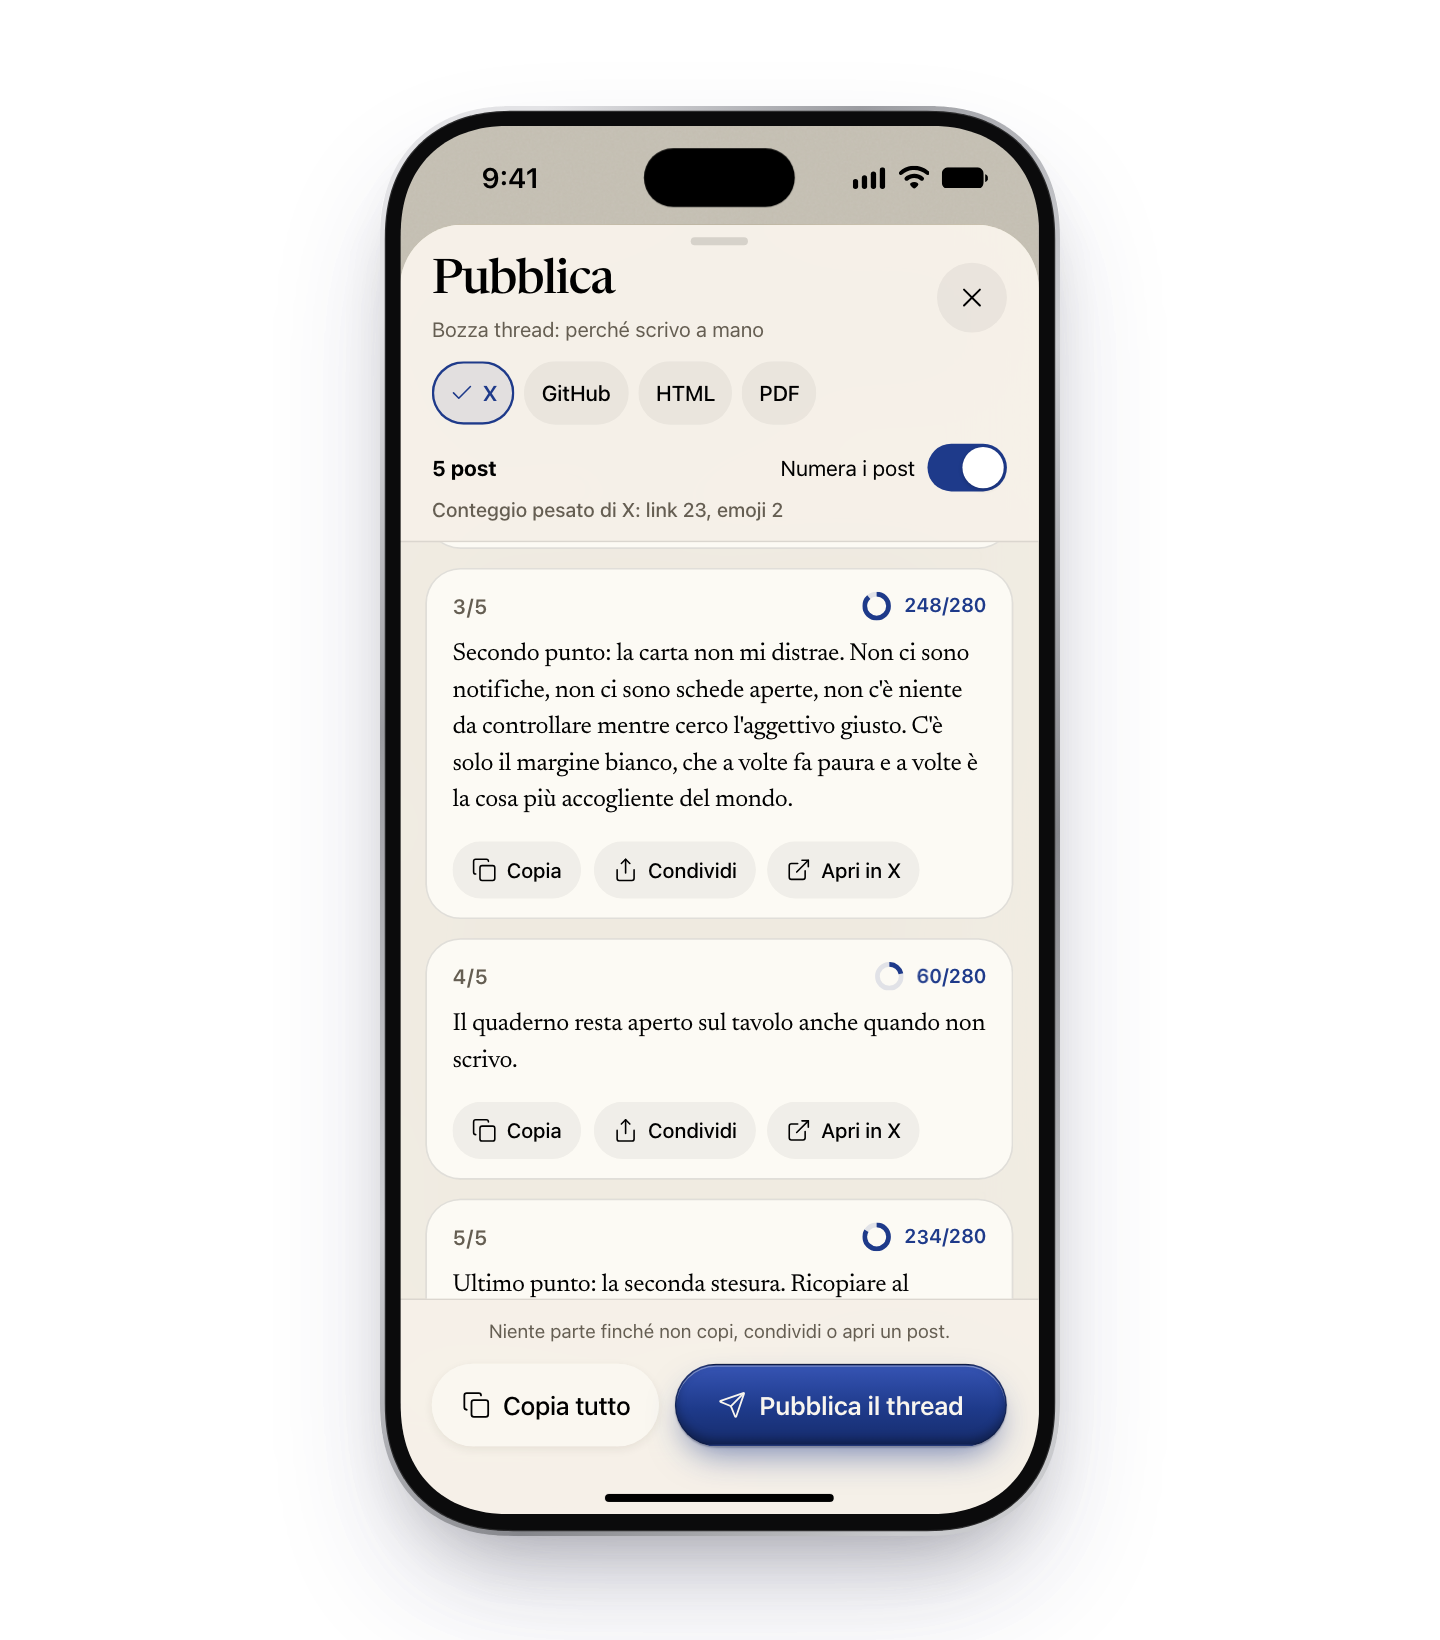 9:41
Pubblica
Bozza thread: perché scrivo a mano
X
GitHub
HTML
PDF
5 post
Numera i post
Conteggio pesato di X: link 23, emoji 2
3/5
248/280
Secondo punto: la carta non mi distrae. Non ci sono
notifiche, non ci sono schede aperte, non c'è niente
da controllare mentre cerco l'aggettivo giusto. C'è
solo il margine bianco, che a volte fa paura e a volte è
la cosa più accogliente del mondo.
Copia
Condividi
Apri in X
4/5
60/280
Il quaderno resta aperto sul tavolo anche quando non
scrivo.
Copia
Condividi
Apri in X
5/5
234/280
Ultimo punto: la seconda stesura. Ricopiare al
Niente parte finché non copi, condividi o apri un post.
Copia tutto
Pubblica il thread